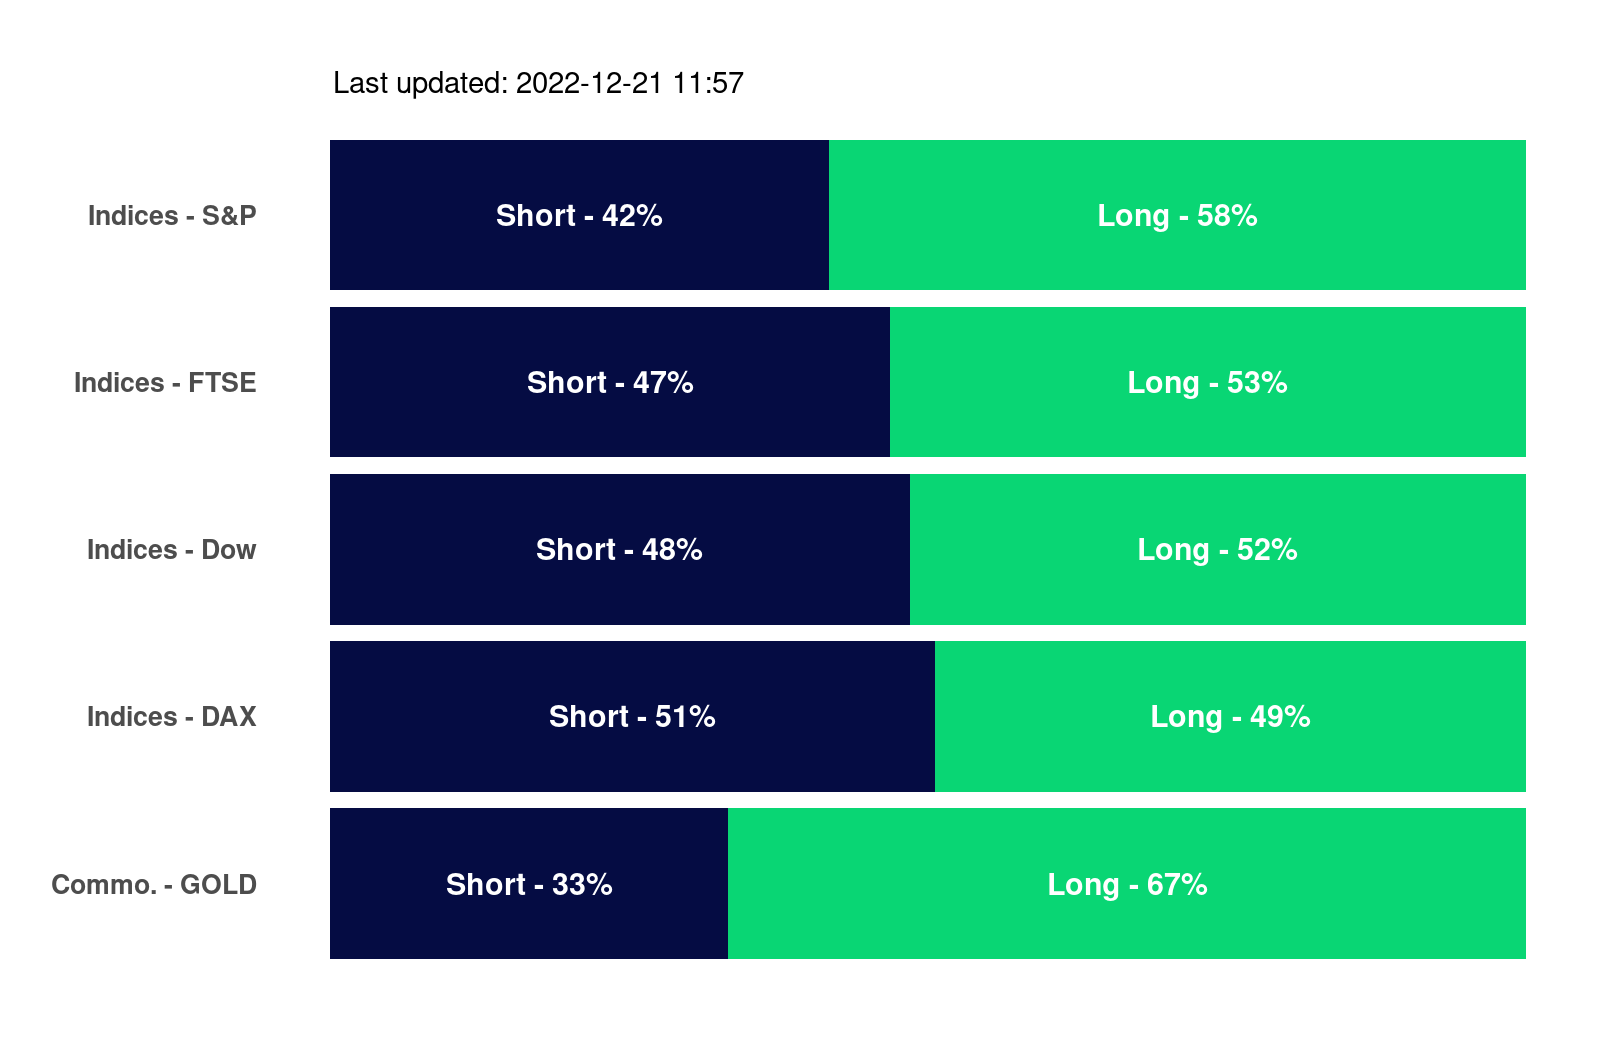 Last updated: 2022-12-21 11:57
Indices - S&P Short - 42% Long - 58%
Indices - FTSE Short - 47% Long - 53%
Indices - Dow Short - 48% Long - 52%
Indices - DAX Short - 51% Long - 49%
Commo. - GOLD Short - 33% Long - 67%